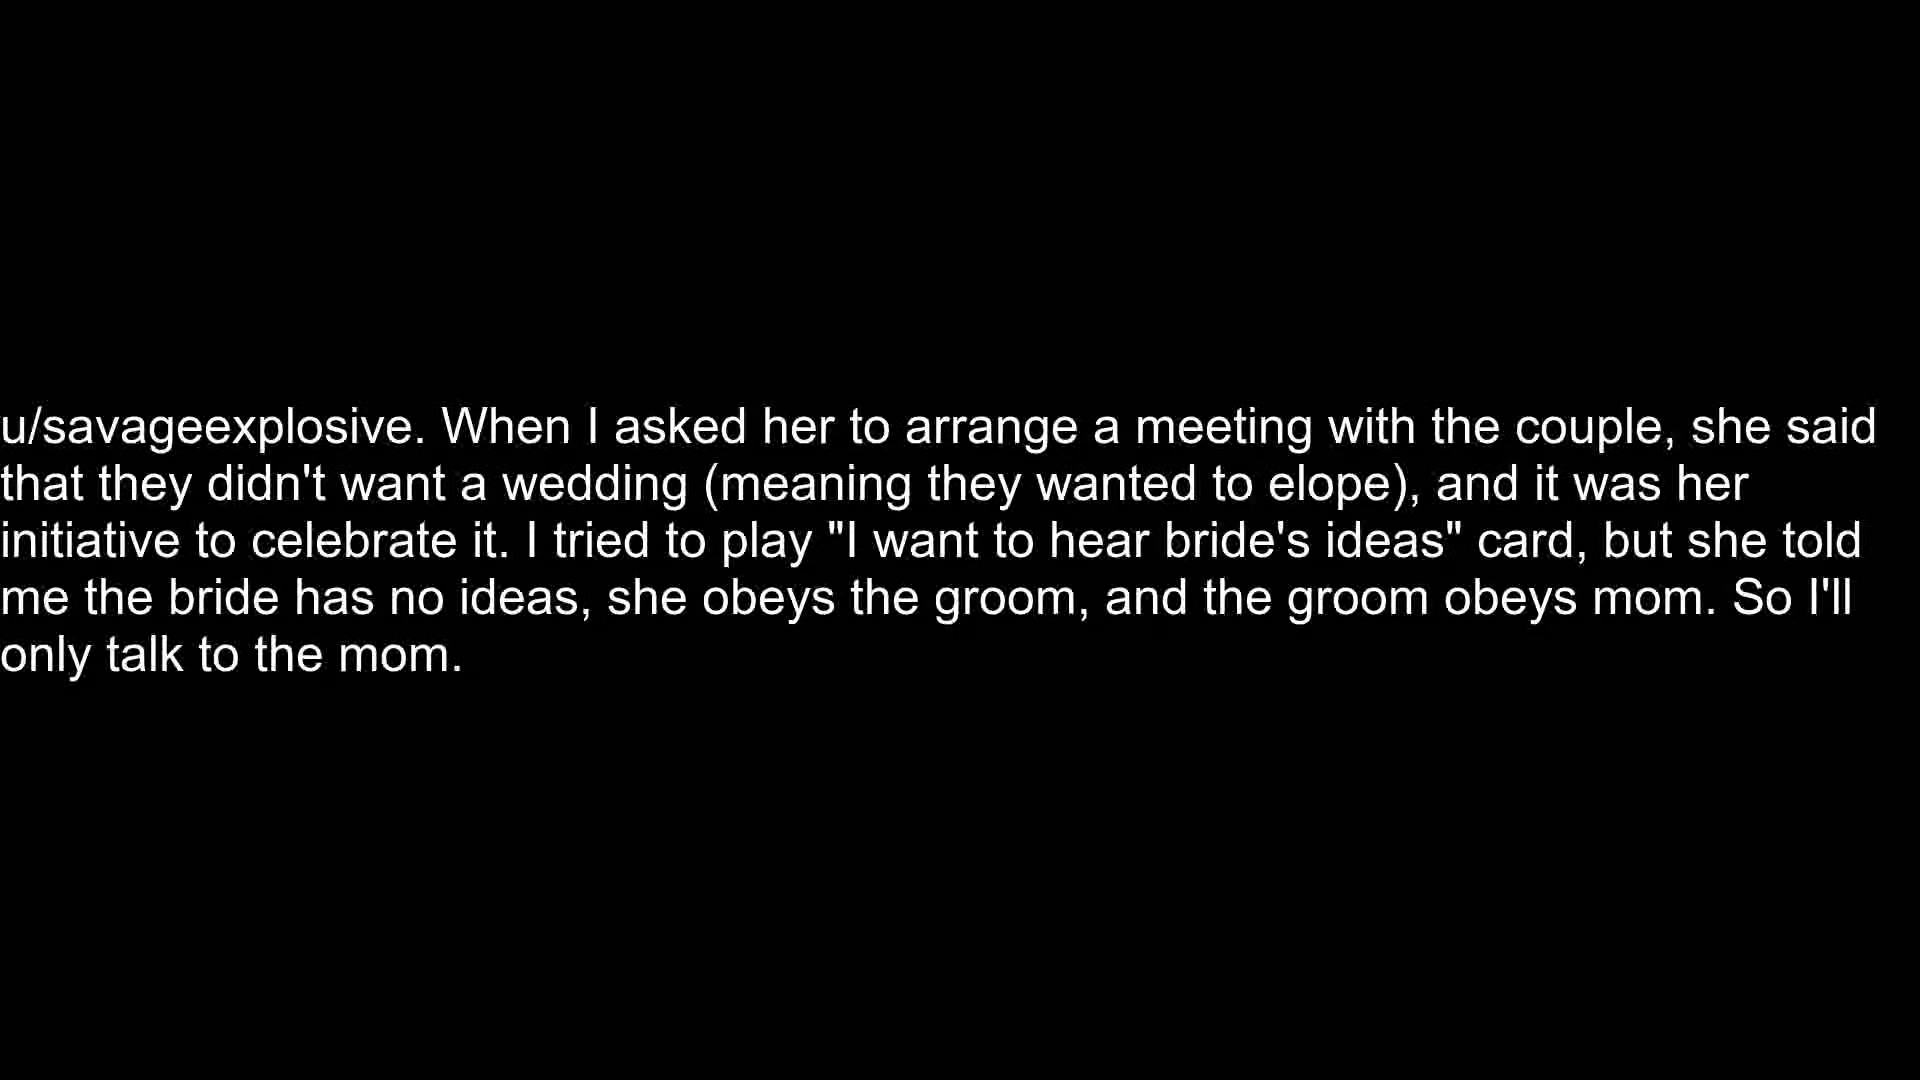 u/savageexplosive. When I asked her to arrange a meeting with the couple, she said
that they didn't want a wedding (meaning they wanted to elope), and it was her
initiative to celebrate it. I tried to play "I want to hear bride's ideas" card, but she told
me the bride has no ideas, she obeys the groom, and the groom obeys mom. So I'll
only talk to the mom.